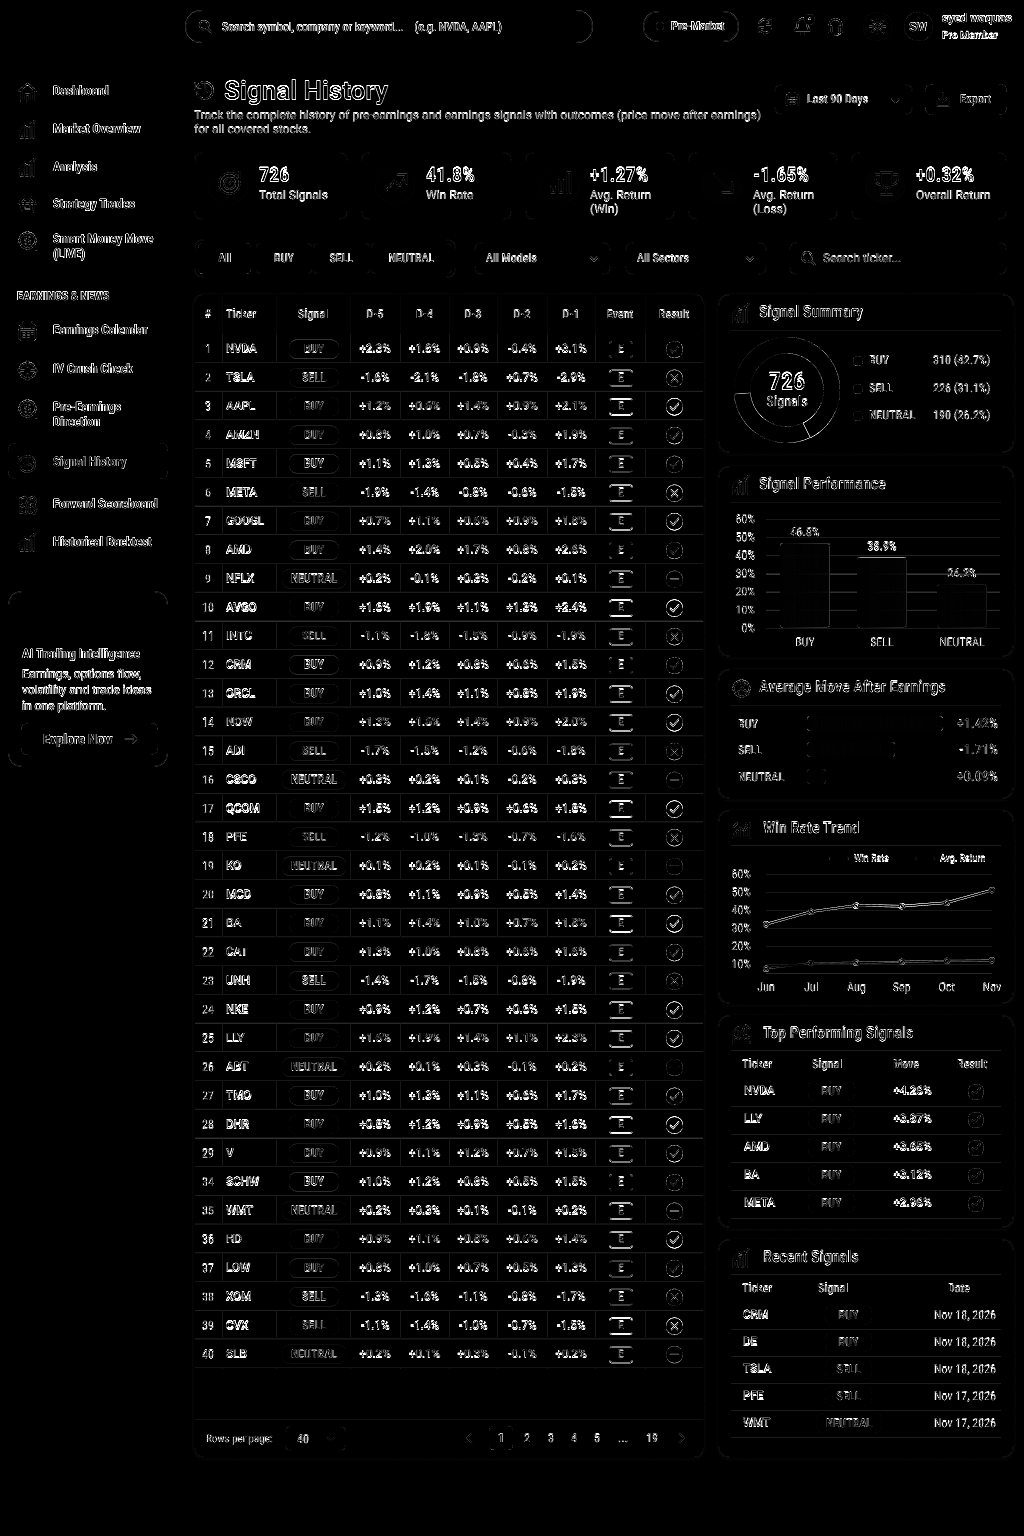 Search symbol, company or keyword... (e.g. NVDA, AAPL)
Pre-Market
SW
syed waquas
Pro Member
Dashboard
Market Overview
Analysis
Strategy Trades
Smart Money Move
(LIVE)
EARNINGS & NEWS
Earnings Calendar
IV Crush Check
Pre-Earnings
Direction
Signal History
Forward Scoreboard
Historical Backtest
AI Trading Intelligence
Earnings, options flow,
volatility and trade ideas
in one platform.
Explore Now
Signal History
Track the complete history of pre-earnings and earnings signals with outcomes (price move after earnings)
for all covered stocks.
Last 90 Days
Export
726
Total Signals
41.8%
Win Rate
+1.27%
Avg. Return
(Win)
-1.65%
Avg. Return
(Loss)
+0.32%
Overall Return
All BUY SELL NEUTRAL
All Models
All Sectors
Search ticker...
# Ticker Signal D-5 D-4 D-3 D-2 D-1 Event Result
1 NVDA BUY +2.3% +1.8% +0.9% -0.4% +3.1% E
2 TSLA SELL -1.6% -2.1% -1.8% +0.7% -2.9% E
3 AAPL BUY +1.2% +0.6% +1.4% +0.9% +2.1% E
4 AMZN BUY +0.8% +1.0% +0.7% -0.3% +1.9% E
5 MSFT BUY +1.1% +1.3% +0.5% +0.4% +1.7% E
6 META SELL -1.9% -1.4% -0.8% -0.6% -1.5% E
7 GOOGL BUY +0.7% +1.1% +0.5% +0.9% +1.8% E
8 AMD BUY +1.4% +2.0% +1.7% +0.8% +2.6% E
9 NFLX NEUTRAL +0.2% -0.1% +0.3% -0.2% +0.1% E
10 AVGO BUY +1.6% +1.9% +1.1% +1.3% +2.4% E
11 INTC SELL -1.1% -1.8% -1.5% -0.9% -1.9% E
12 CRM BUY +0.9% +1.2% +0.8% +0.6% +1.5% E
13 ORCL BUY +1.0% +1.4% +1.1% +0.8% +1.9% E
14 NOW BUY +1.3% +1.6% +1.4% +0.9% +2.0% E
15 ADI SELL -1.7% -1.5% -1.2% -0.6% -1.8% E
16 CSCO NEUTRAL +0.3% +0.2% +0.1% -0.2% +0.3% E
17 QCOM BUY +1.5% +1.2% +0.9% +0.6% +1.8% E
18 PFE SELL -1.2% -1.0% -1.3% -0.7% -1.6% E
19 KO NEUTRAL +0.1% +0.2% +0.1% -0.1% +0.2% E
20 MCD BUY +0.8% +1.1% +0.9% +0.5% +1.4% E
21 BA BUY +1.1% +1.4% +1.0% +0.7% +1.8% E
22 CAT BUY +1.3% +1.0% +0.8% +0.6% +1.6% E
23 UNH SELL -1.4% -1.7% -1.5% -0.8% -1.9% E
24 NKE BUY +0.9% +1.2% +0.7% +0.6% +1.5% E
25 LLY BUY +1.6% +1.9% +1.4% +1.1% +2.3% E
26 ABT NEUTRAL +0.2% +0.1% +0.3% -0.1% +0.2% E
27 TMO BUY +1.0% +1.3% +1.1% +0.6% +1.7% E
28 DHR BUY +0.8% +1.2% +0.9% +0.5% +1.6% E
29 V BUY +0.9% +1.1% +1.2% +0.7% +1.5% E
34 SCHW BUY +1.0% +1.2% +0.8% +0.5% +1.5% E
35 WMT NEUTRAL +0.2% +0.3% +0.1% -0.1% +0.2% E
36 HD BUY +0.9% +1.1% +0.8% +0.5% +1.4% E
37 LOW BUY +0.8% +1.0% +0.7% +0.5% +1.3% E
38 XOM SELL -1.3% -1.6% -1.1% -0.8% -1.7% E
39 CVX SELL -1.1% -1.4% -1.0% -0.7% -1.5% E
40 SLB NEUTRAL +0.2% +0.1% +0.3% -0.1% +0.2% E
Rows per page: 40
1 2 3 4 5 ... 19
Signal Summary
726
Signals
BUY 310 (42.7%)
SELL 226 (31.1%)
NEUTRAL 190 (26.2%)
Signal Performance
60%
50%
40%
30%
20%
10%
0%
46.8%
38.9%
24.2%
BUY SELL NEUTRAL
Average Move After Earnings
BUY +1.42%
SELL -1.71%
NEUTRAL +0.09%
Win Rate Trend
Win Rate Avg. Return
60%
50%
40%
30%
20%
10%
Jun Jul Aug Sep Oct Nov
Top Performing Signals
Ticker Signal Move Result
NVDA BUY +4.26%
LLY BUY +3.87%
AMD BUY +3.65%
BA BUY +3.12%
META BUY +2.96%
Recent Signals
Ticker Signal Date
CRM BUY Nov 18, 2026
DE BUY Nov 18, 2026
TSLA SELL Nov 18, 2026
PFE SELL Nov 17, 2026
WMT NEUTRAL Nov 17, 2026